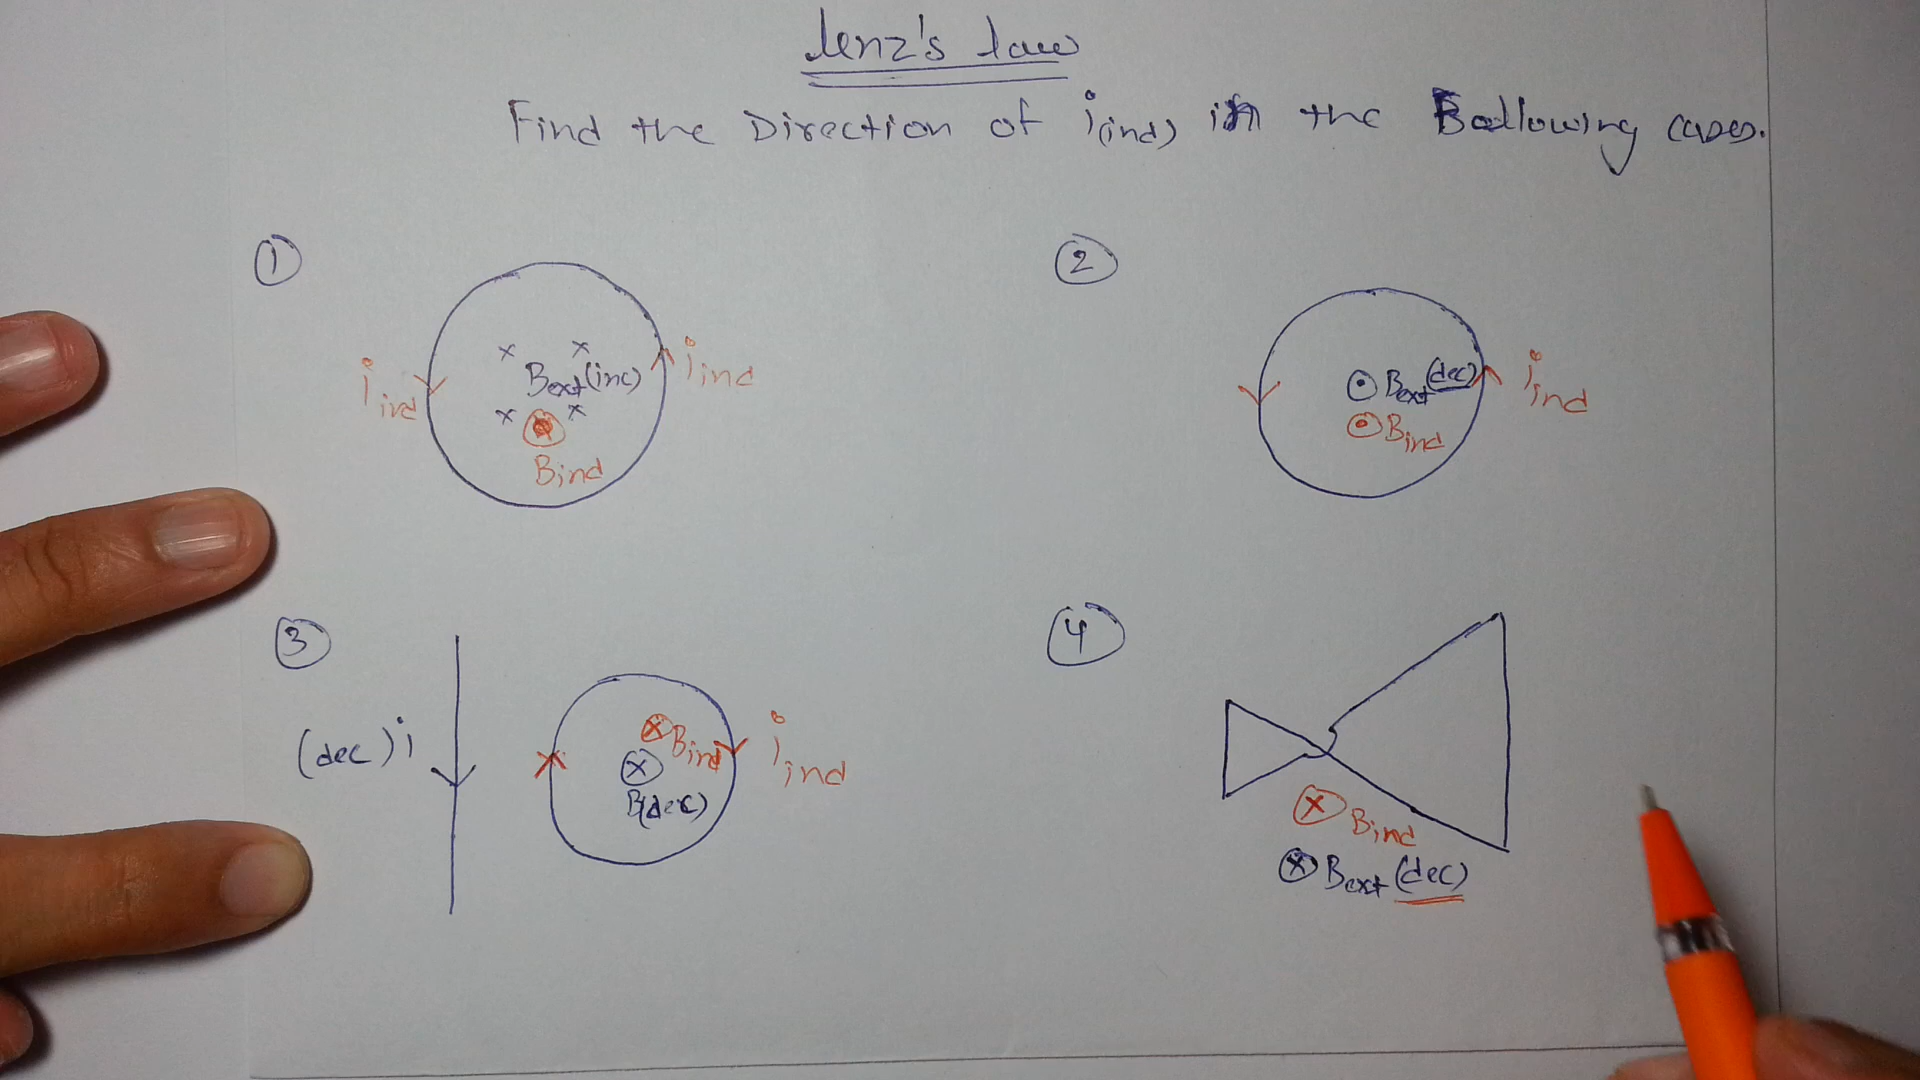 Lenz's law
Find the Direction of i(ind) in the Following cases.
①
x x
Bext(inc)
i ind
i ind
x x
⊙
Bind
②
⊙ Bext (dec)
⊙ Bind
i ind
③
(dec) i
⊗ Bind
⊗
B(dec)
i ind
④
⊗ Bind
⊗ Bext (dec)